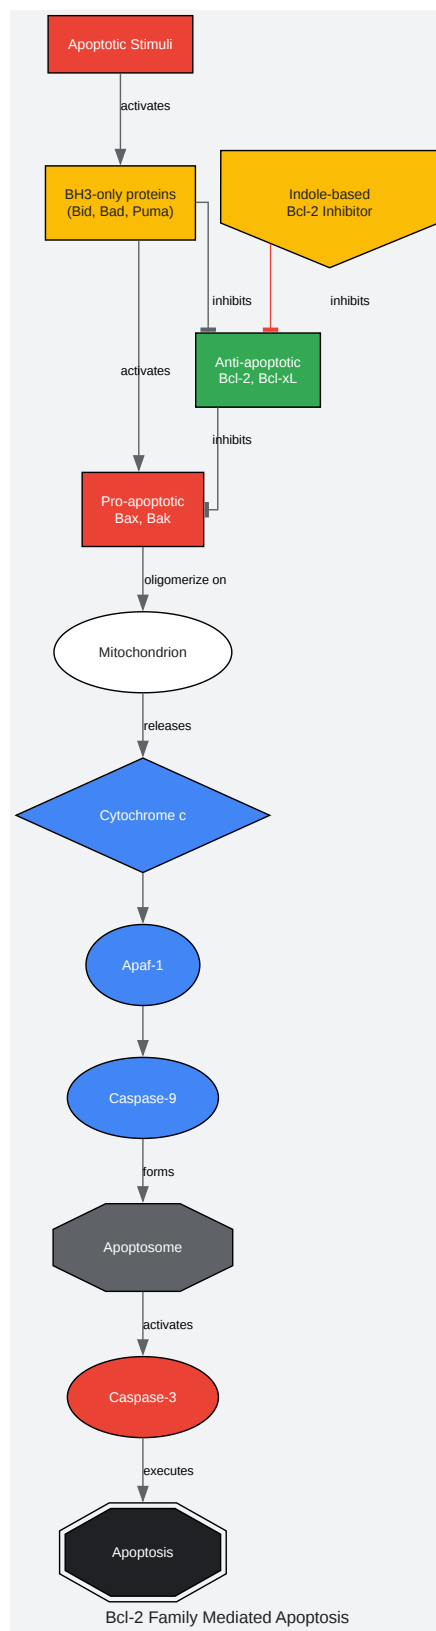 Apoptotic Stimuli
activates
BH3-only proteins
(Bid, Bad, Puma)
Indole-based
Bcl-2 Inhibitor
inhibits
inhibits
Anti-apoptotic
Bcl-2, Bcl-xL
activates
inhibits
Pro-apoptotic
Bax, Bak
oligomerize on
Mitochondrion
releases
Cytochrome c
Apaf-1
Caspase-9
forms
Apoptosome
activates
Caspase-3
executes
Apoptosis
Bcl-2 Family Mediated Apoptosis